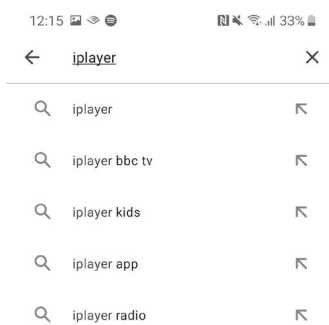 12:15 33%
iplayer
iplayer
iplayer bbc tv
iplayer kids
iplayer app
iplayer radio